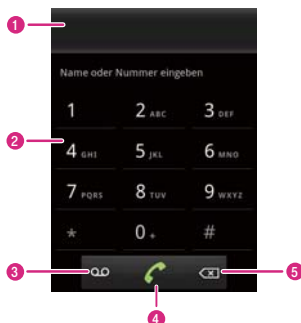 1
Name oder Nummer eingeben
1 2 ABC 3 DEF
2
4 GHI 5 JKL 6 MNO
7 PQRS 8 TUV 9 WXYZ
* 0 + #
3
5
4